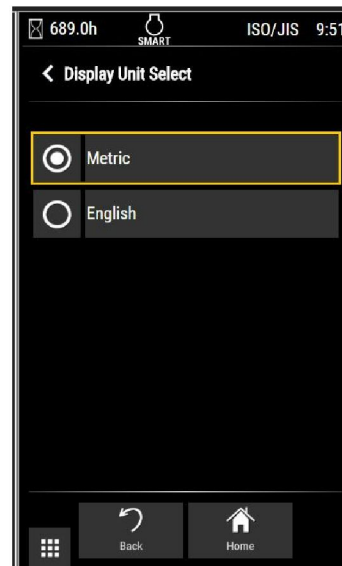 689.0h SMART ISO/JIS 9:51
Display Unit Select
Metric
English
Back Home